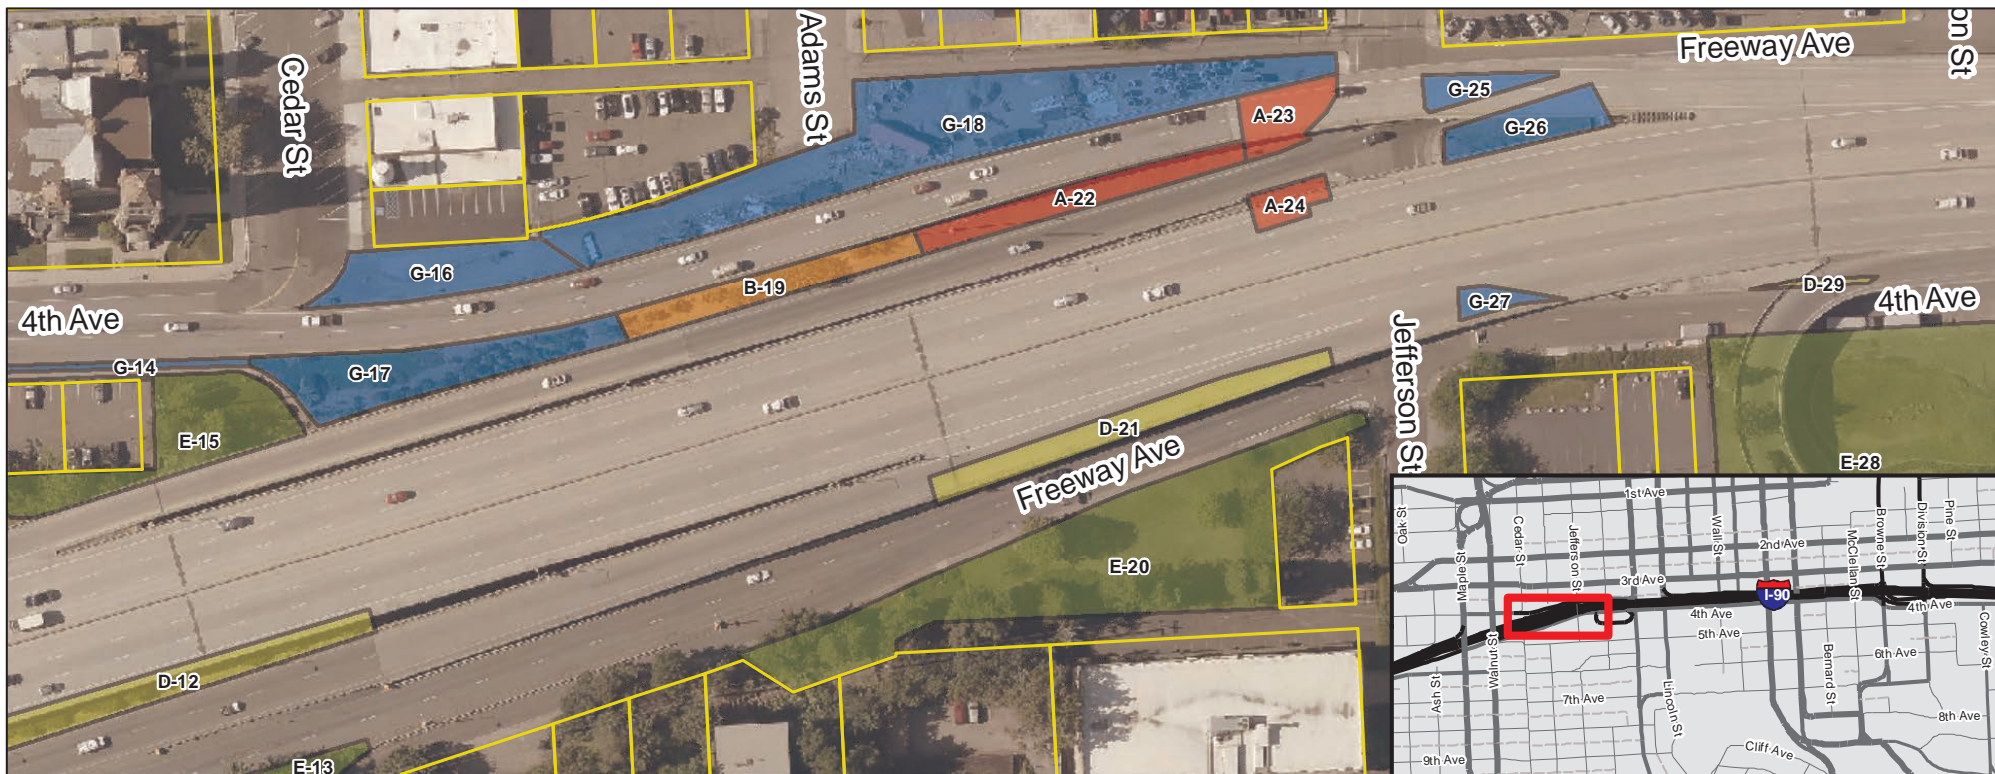 Cedar St
Adams St
Freeway Ave
on St
G-18
A-23
G-25
G-26
A-22
A-24
G-16
B-19
G-27
D-29
4th Ave
4th Ave
G-14
G-17
E-15
Jefferson St
D-21
Freeway Ave
E-20
E-28
D-12
E-13
1st Ave
Oak St
Cedar St
Jefferson St
Wall St
2nd Ave
McClellan St
Browne St
Division St
Pine St
Maple St
3rd Ave
I-90
4th Ave
4th Ave
5th Ave
Walnut St
Ash St
7th Ave
Lincoln St
Bernard St
6th Ave
Cowley St
8th Ave
Cliff Ave
9th Ave